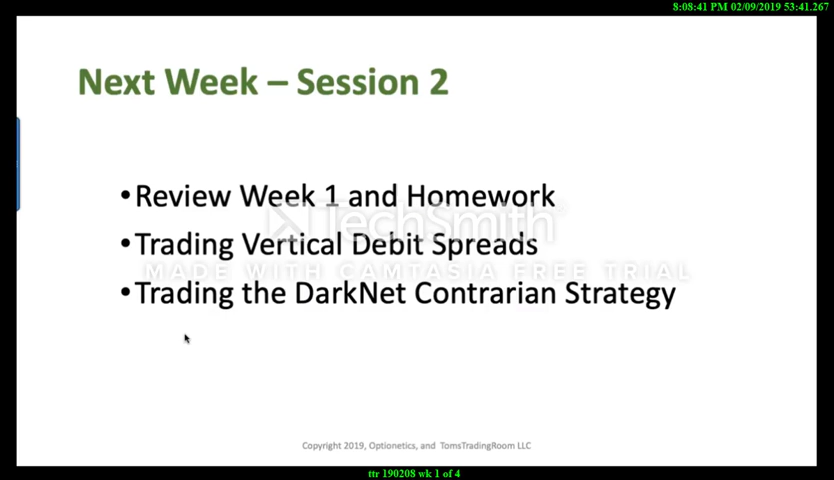 8:08:41 PM 02/09/2019 53:41.267
Next Week – Session 2
•Review Week 1 and Homework
TechSmith
•Trading Vertical Debit Spreads
MADE WITH CAMTASIA FREE TRIAL
•Trading the DarkNet Contrarian Strategy
Copyright 2019, Optionetics, and TomsTradingRoom LLC
ttr 190208 wk 1 of 4